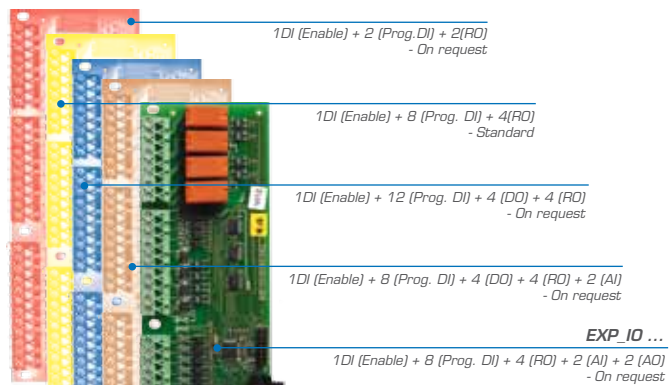 1DI (Enable) + 2 (Prog.DI) + 2(RO)
- On request
1DI (Enable) + 8 (Prog. DI) + 4(RO)
- Standard
1DI (Enable) + 12 (Prog. DI) + 4 (DO) + 4 (RO)
- On request
1DI (Enable) + 8 (Prog. DI) + 4 (DO) + 4 (RO) + 2 (AI)
- On request
EXP_IO ...
1DI (Enable) + 8 (Prog. DI) + 4 (RO) + 2 (AI) + 2 (AO)
- On request